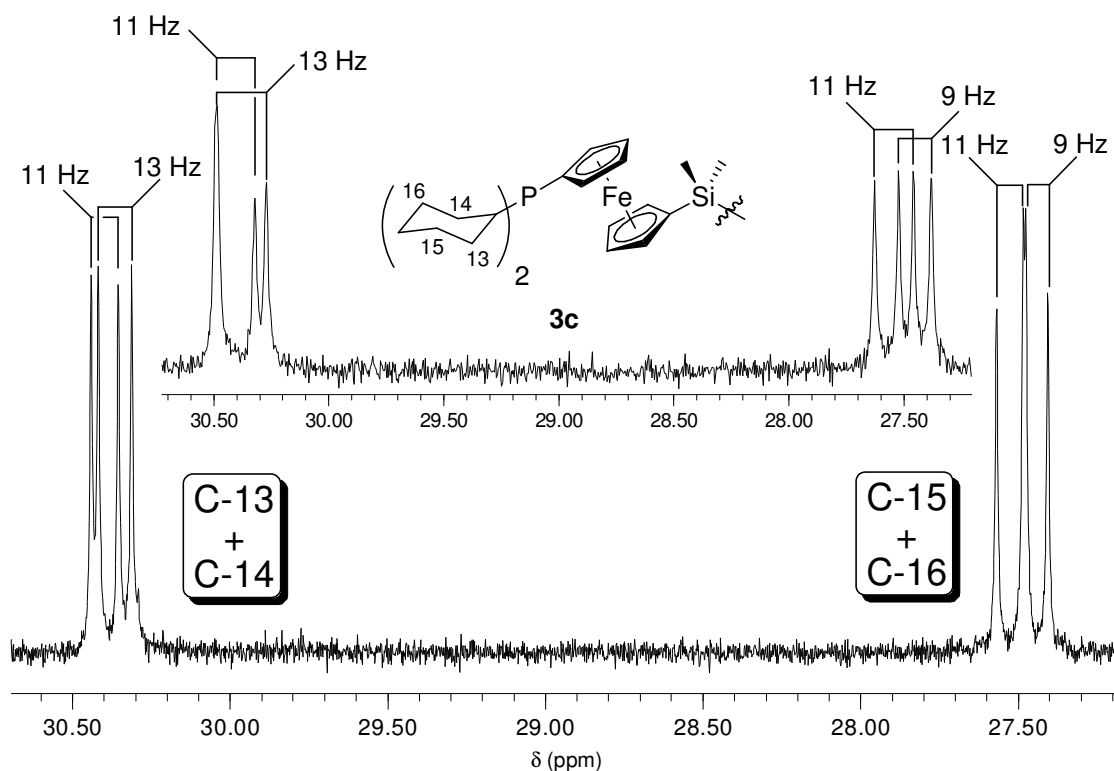 11 Hz
13 Hz
11 Hz
9 Hz
11 Hz
13 Hz
11 Hz
9 Hz
P
Fe
Si
16
14
15
13
2
3c
30.50 30.00 29.50 29.00 28.50 28.00 27.50
C-13
+
C-14
C-15
+
C-16
30.50 30.00 29.50 29.00 28.50 28.00 27.50
δ (ppm)